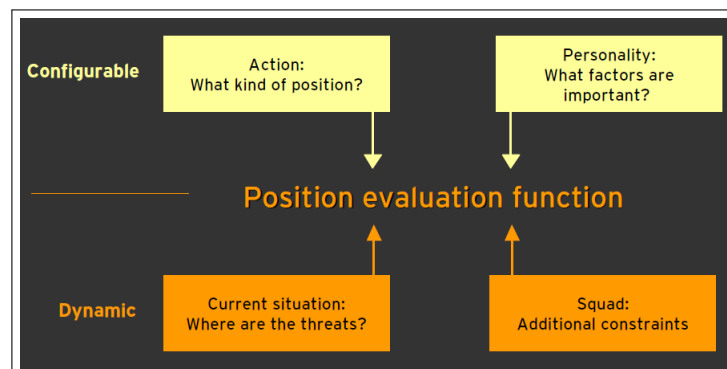 Configurable
Action:
What kind of position?
Personality:
What factors are
important?
Position evaluation function
Dynamic
Current situation:
Where are the threats?
Squad:
Additional constraints